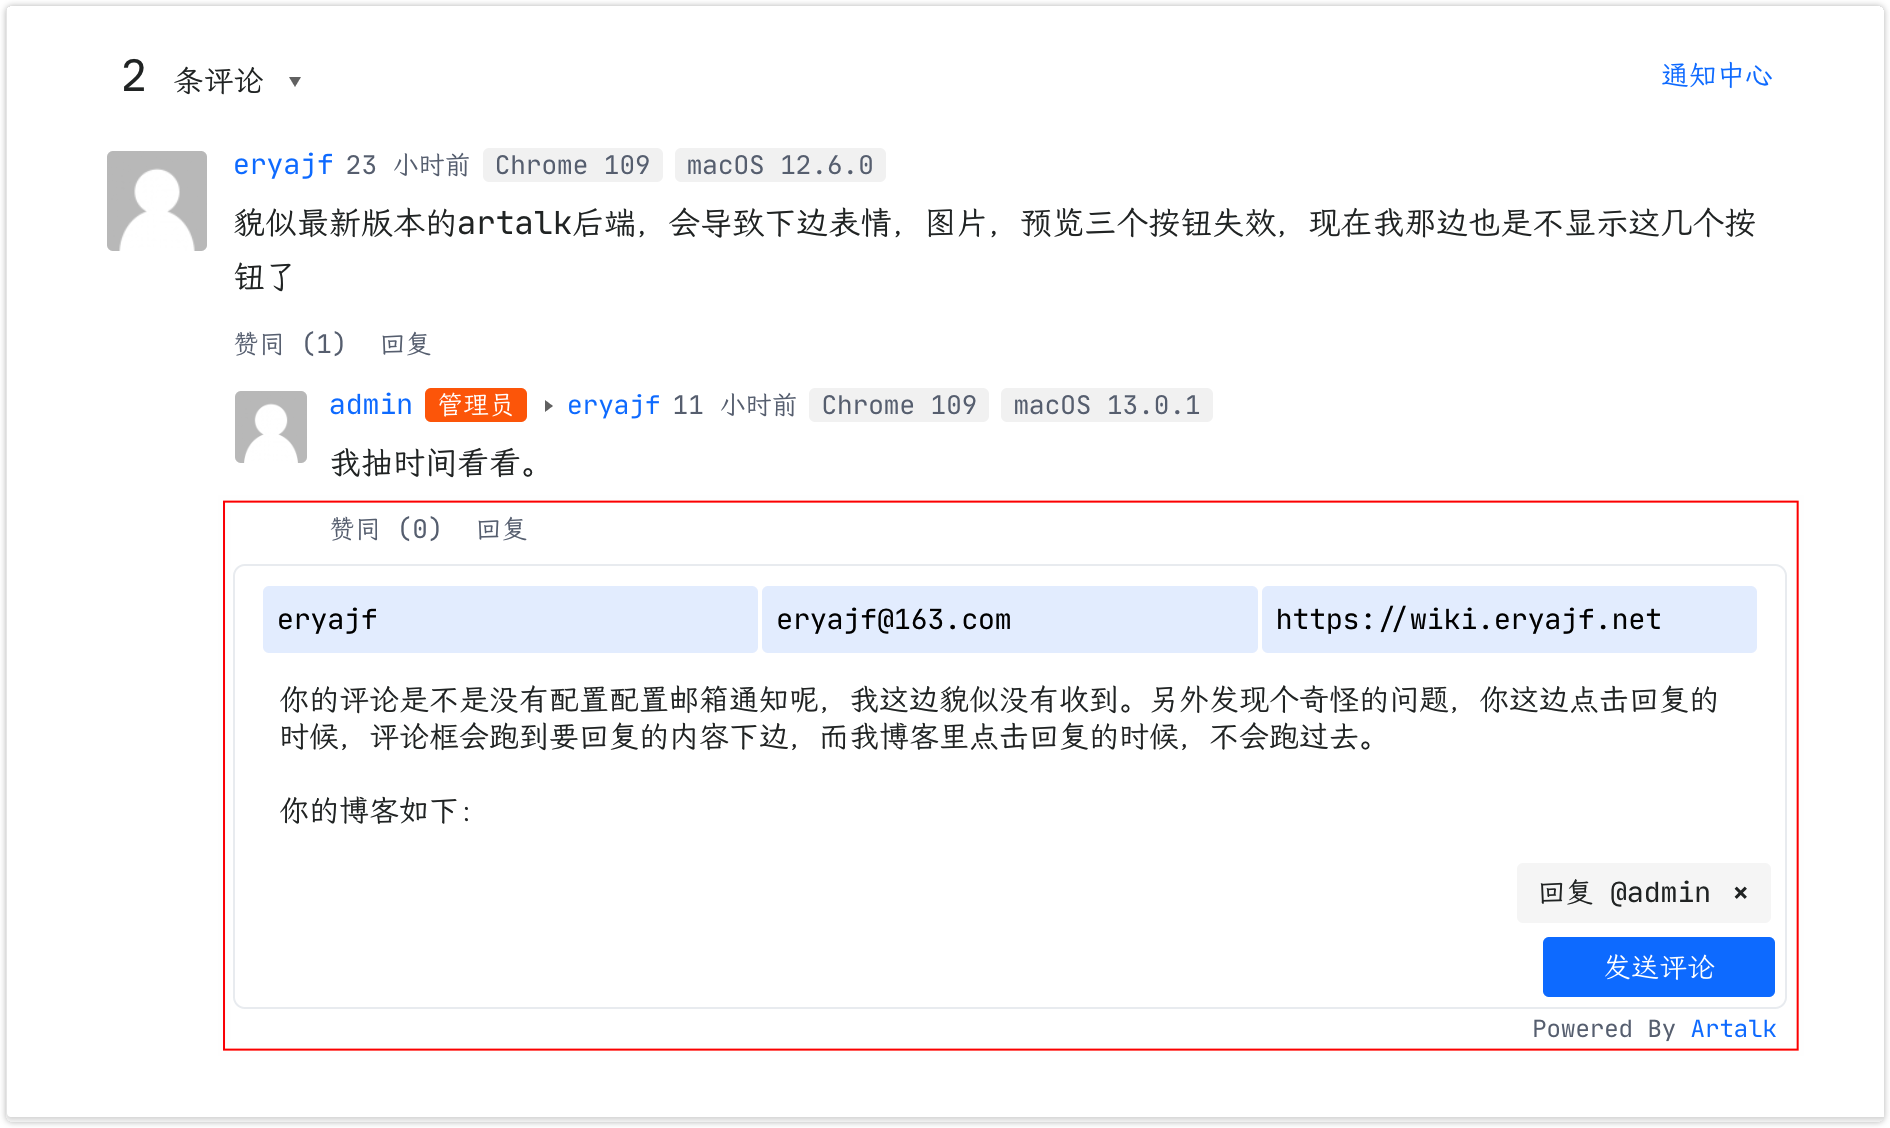 2 条评论 ▼
通知中心
eryajf 23 小时前 Chrome 109 macOS 12.6.0
貌似最新版本的artalk后端，会导致下边表情，图片，预览三个按钮失效，现在我那边也是不显示这几个按
钮了
赞同 (1) 回复
admin 管理员 ▸ eryajf 11 小时前 Chrome 109 macOS 13.0.1
我抽时间看看。
赞同 (0) 回复
eryajf eryajf@163.com https://wiki.eryajf.net
你的评论是不是没有配置配置邮箱通知呢，我这边貌似没有收到。另外发现个奇怪的问题，你这边点击回复的
时候，评论框会跑到要回复的内容下边，而我博客里点击回复的时候，不会跑过去。
你的博客如下：
回复 @admin ×
发送评论
Powered By Artalk